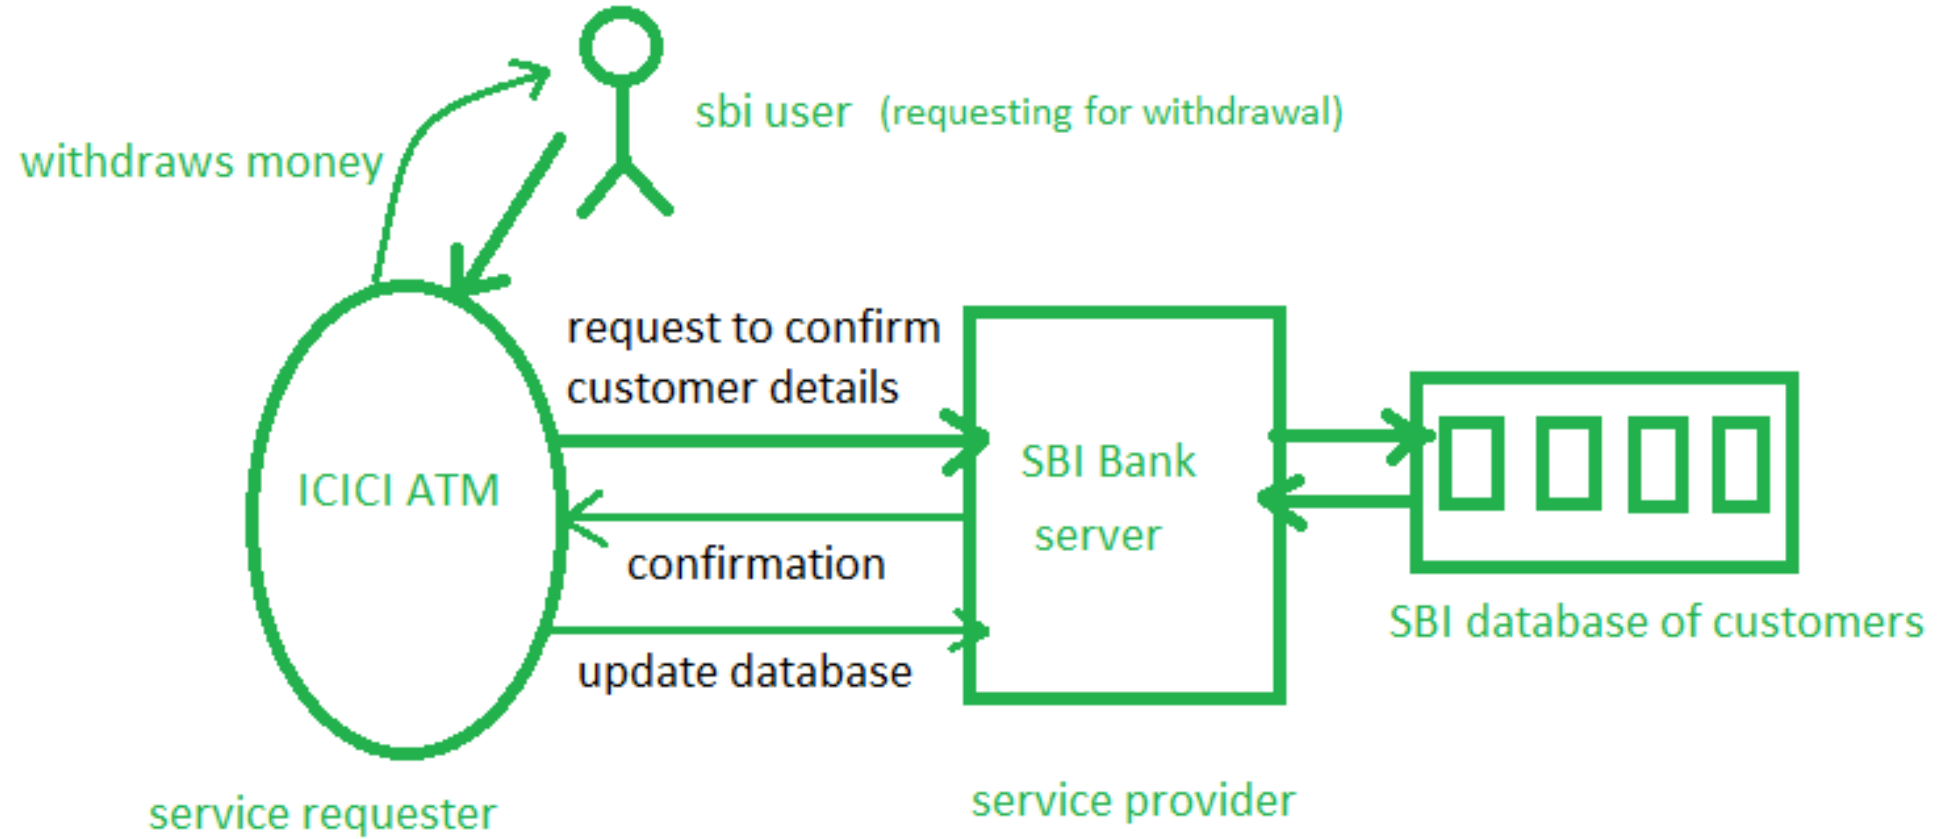 sbi user (requesting for withdrawal)
withdraws money
request to confirm
customer details
ICICI ATM
SBI Bank
server
confirmation
update database
SBI database of customers
service requester
service provider